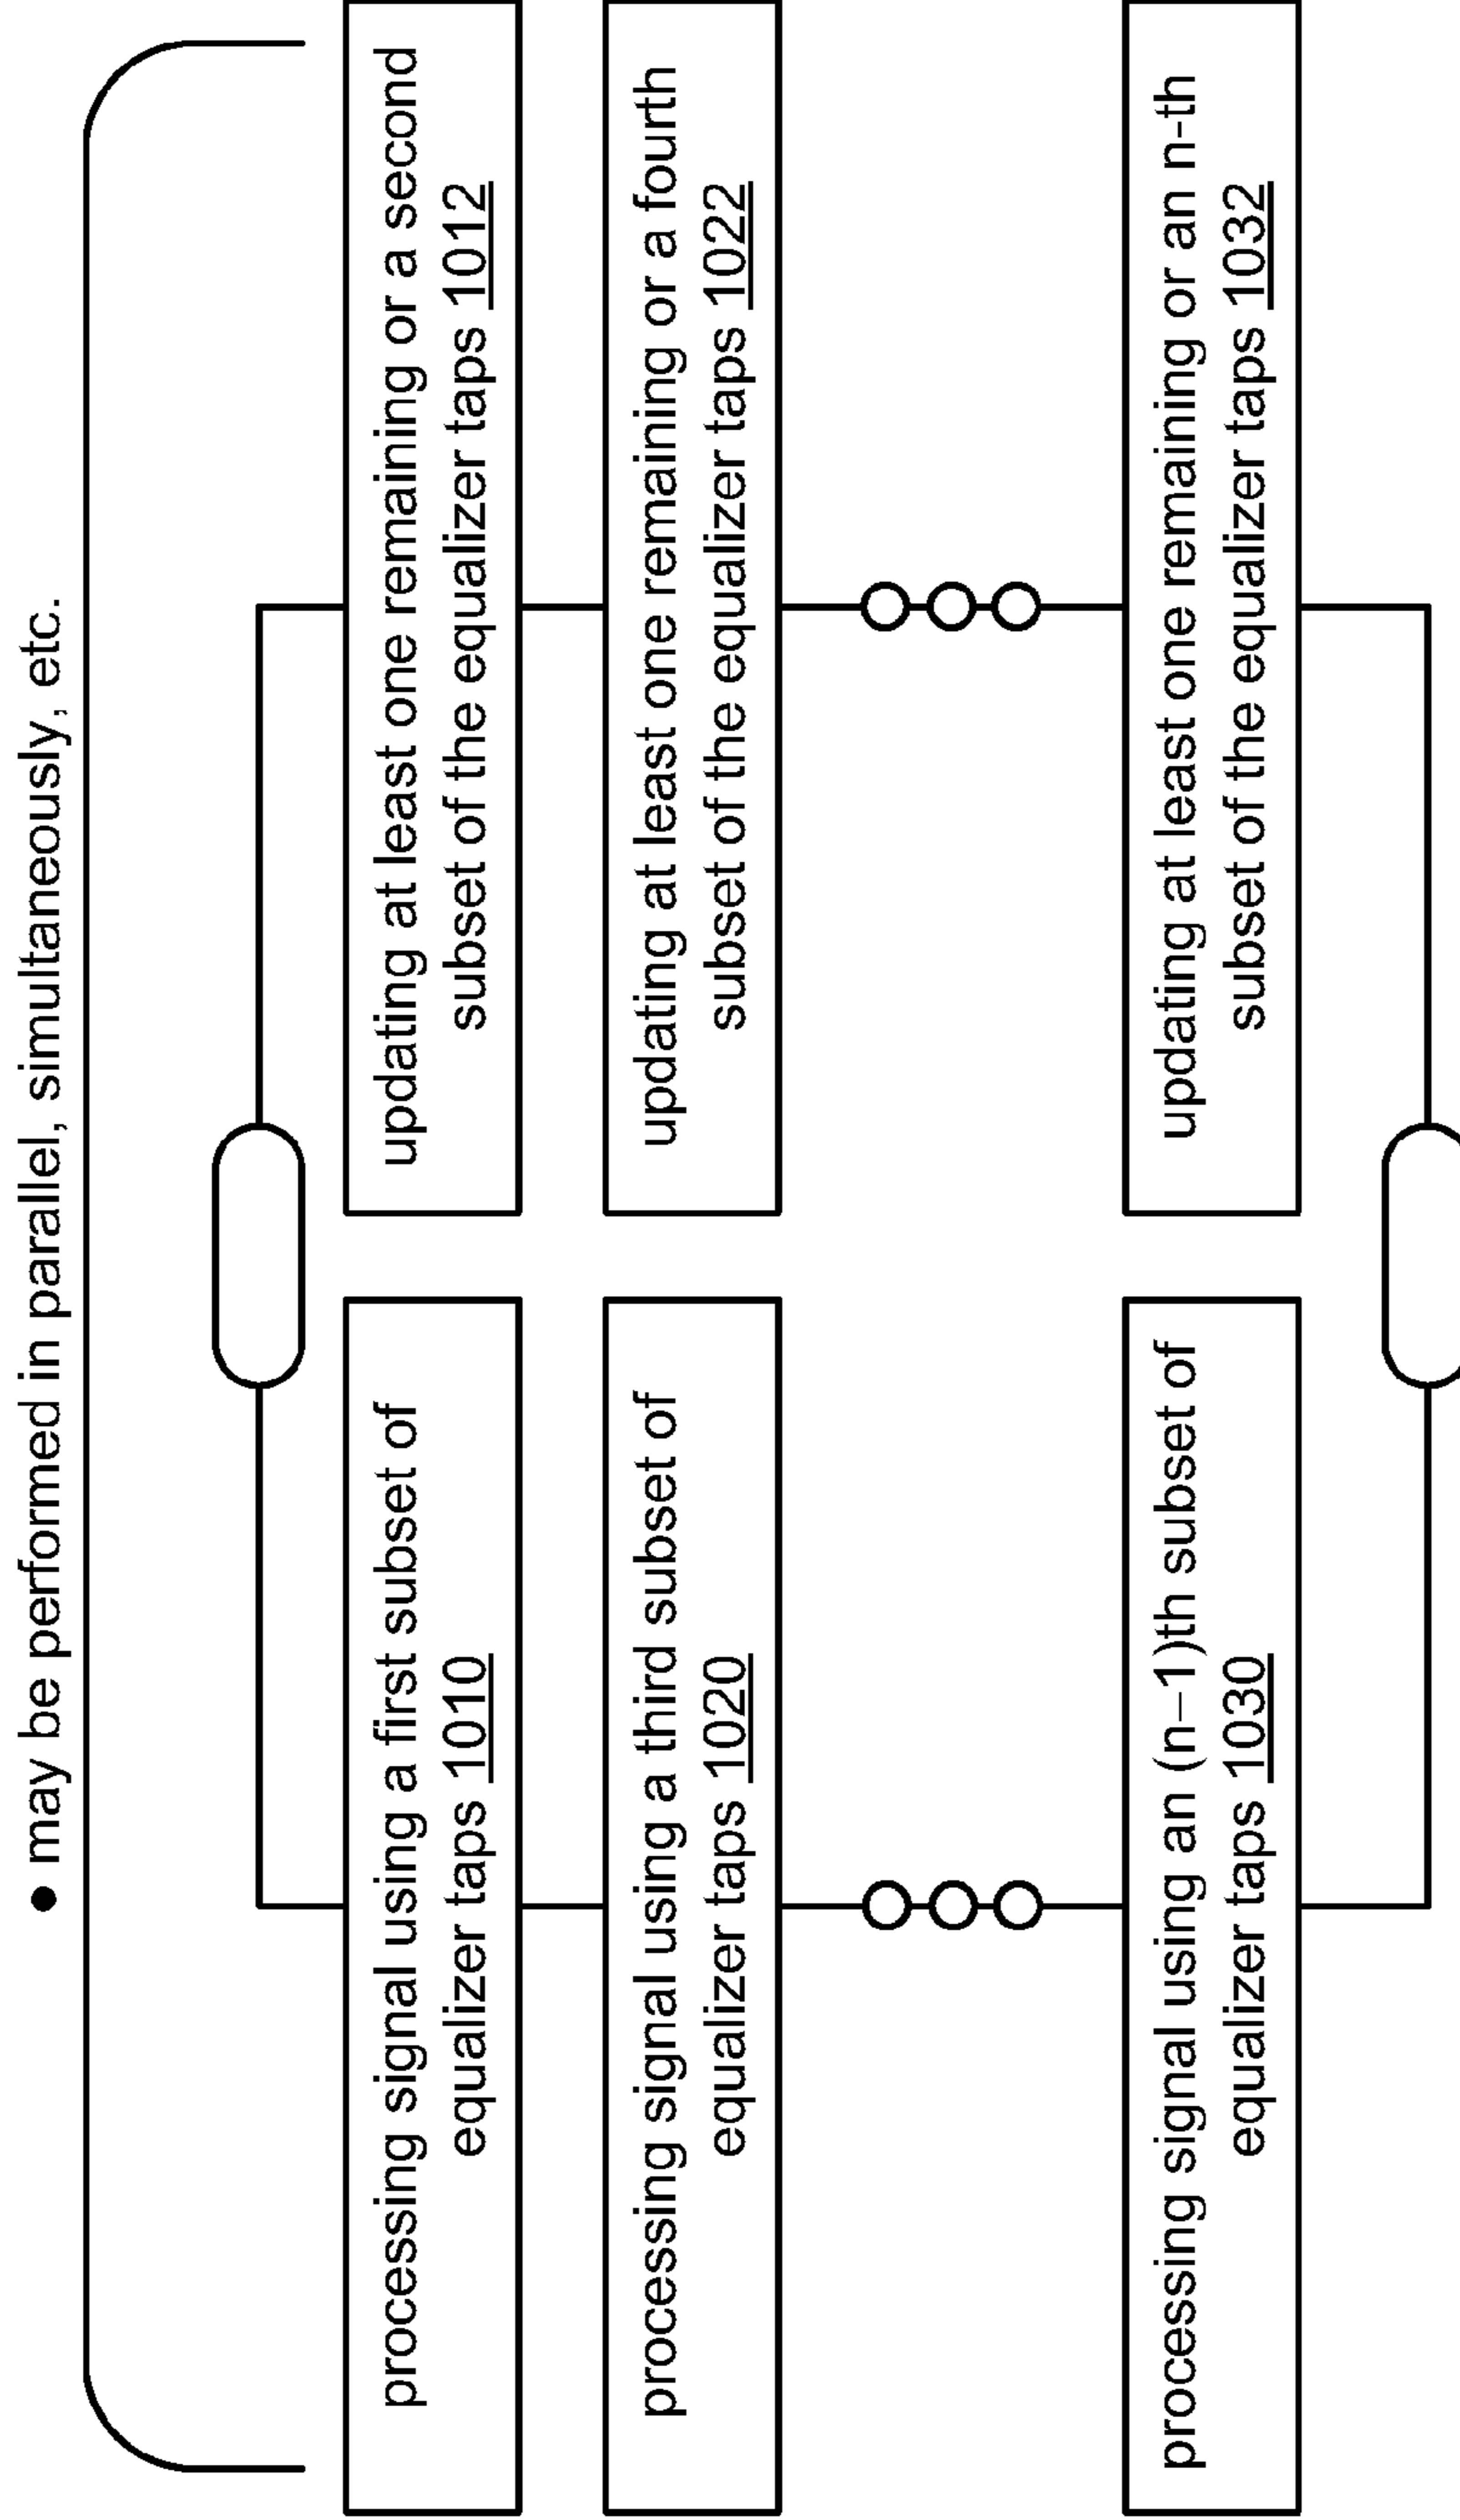 ● may be performed in parallel, simultaneously, etc.
processing signal using a first subset of
equalizer taps 1010
updating at least one remaining or a second
subset of the equalizer taps 1012
processing signal using a third subset of
equalizer taps 1020
updating at least one remaining or a fourth
subset of the equalizer taps 1022
processing signal using an (n–1)th subset of
equalizer taps 1030
updating at least one remaining or an n-th
subset of the equalizer taps 1032